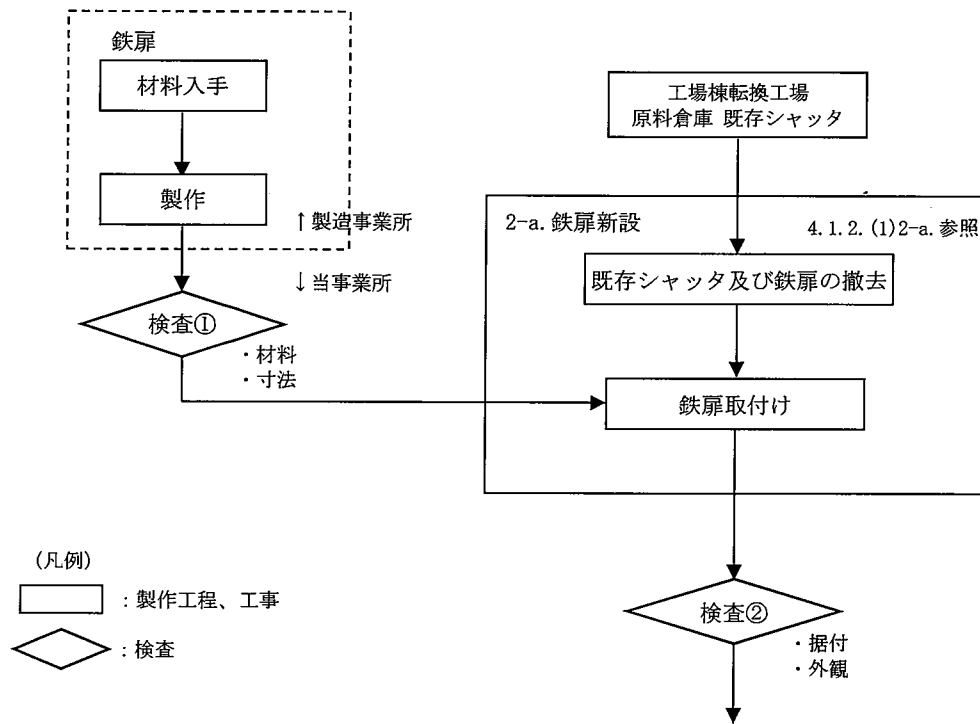 鉄扉
材料入手
製作
↑製造事業所
↓当事業所
検査①
・材料
・寸法
工場棟転換工場
原料倉庫 既存シャッタ
2-a.鉄扉新設
4.1.2.(1)2-a.参照
既存シャッタ及び鉄扉の撤去
鉄扉取付け
検査②
・据付
・外観
(凡例)
：製作工程、工事
：検査